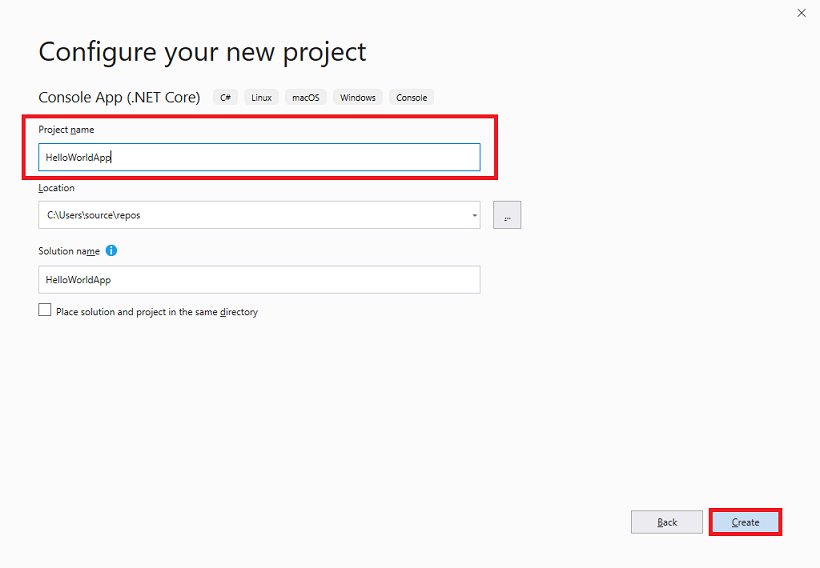 Configure your new project
Console App (.NET Core) C# Linux macOS Windows Console
Project name
HelloWorldApp
Location
C:\Users\source\repos
...
Solution name
HelloWorldApp
Place solution and project in the same directory
Back Create